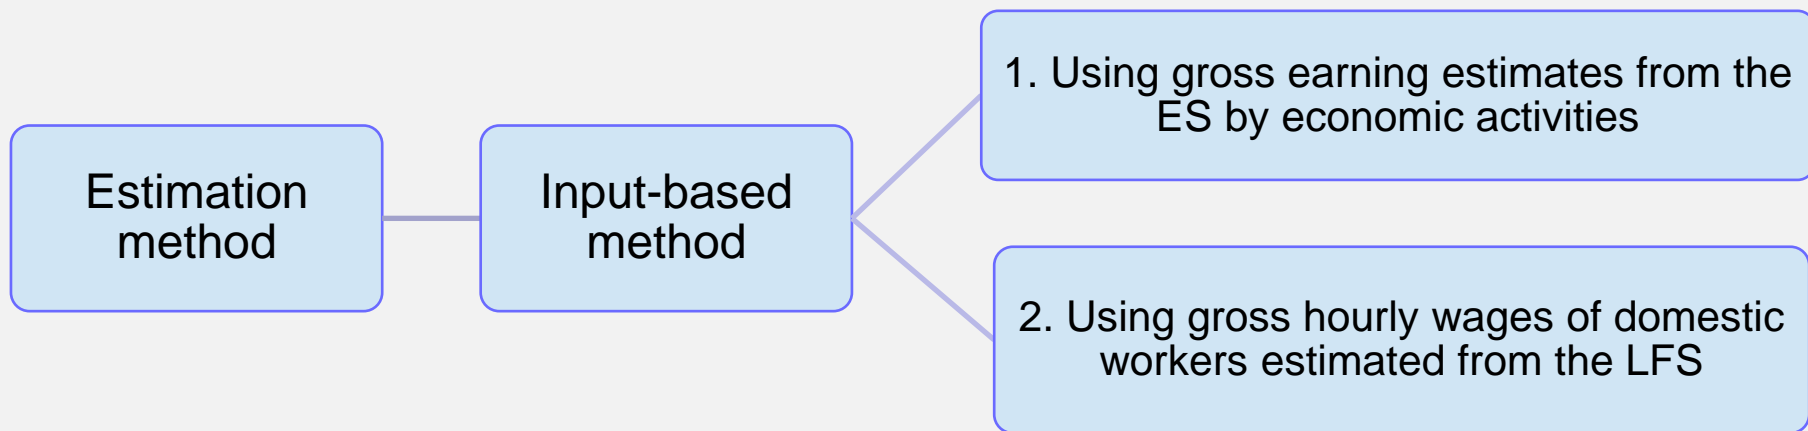 Estimation
method
Input-based
method
1. Using gross earning estimates from the
ES by economic activities
2. Using gross hourly wages of domestic
workers estimated from the LFS